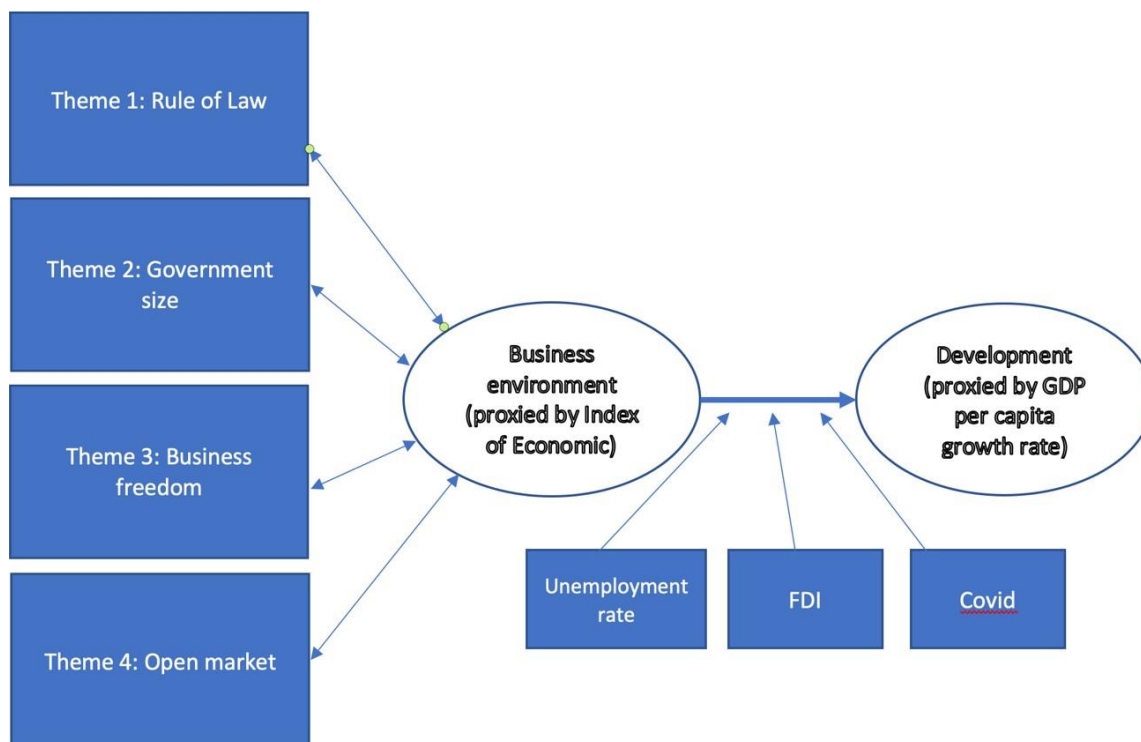 Theme 1: Rule of Law
Theme 2: Government
size
Theme 3: Business
freedom
Theme 4: Open market
Business
environment
(proxied by Index
of Economic)
Development
(proxied by GDP
per capita
growth rate)
Unemployment
rate
FDI
Covid